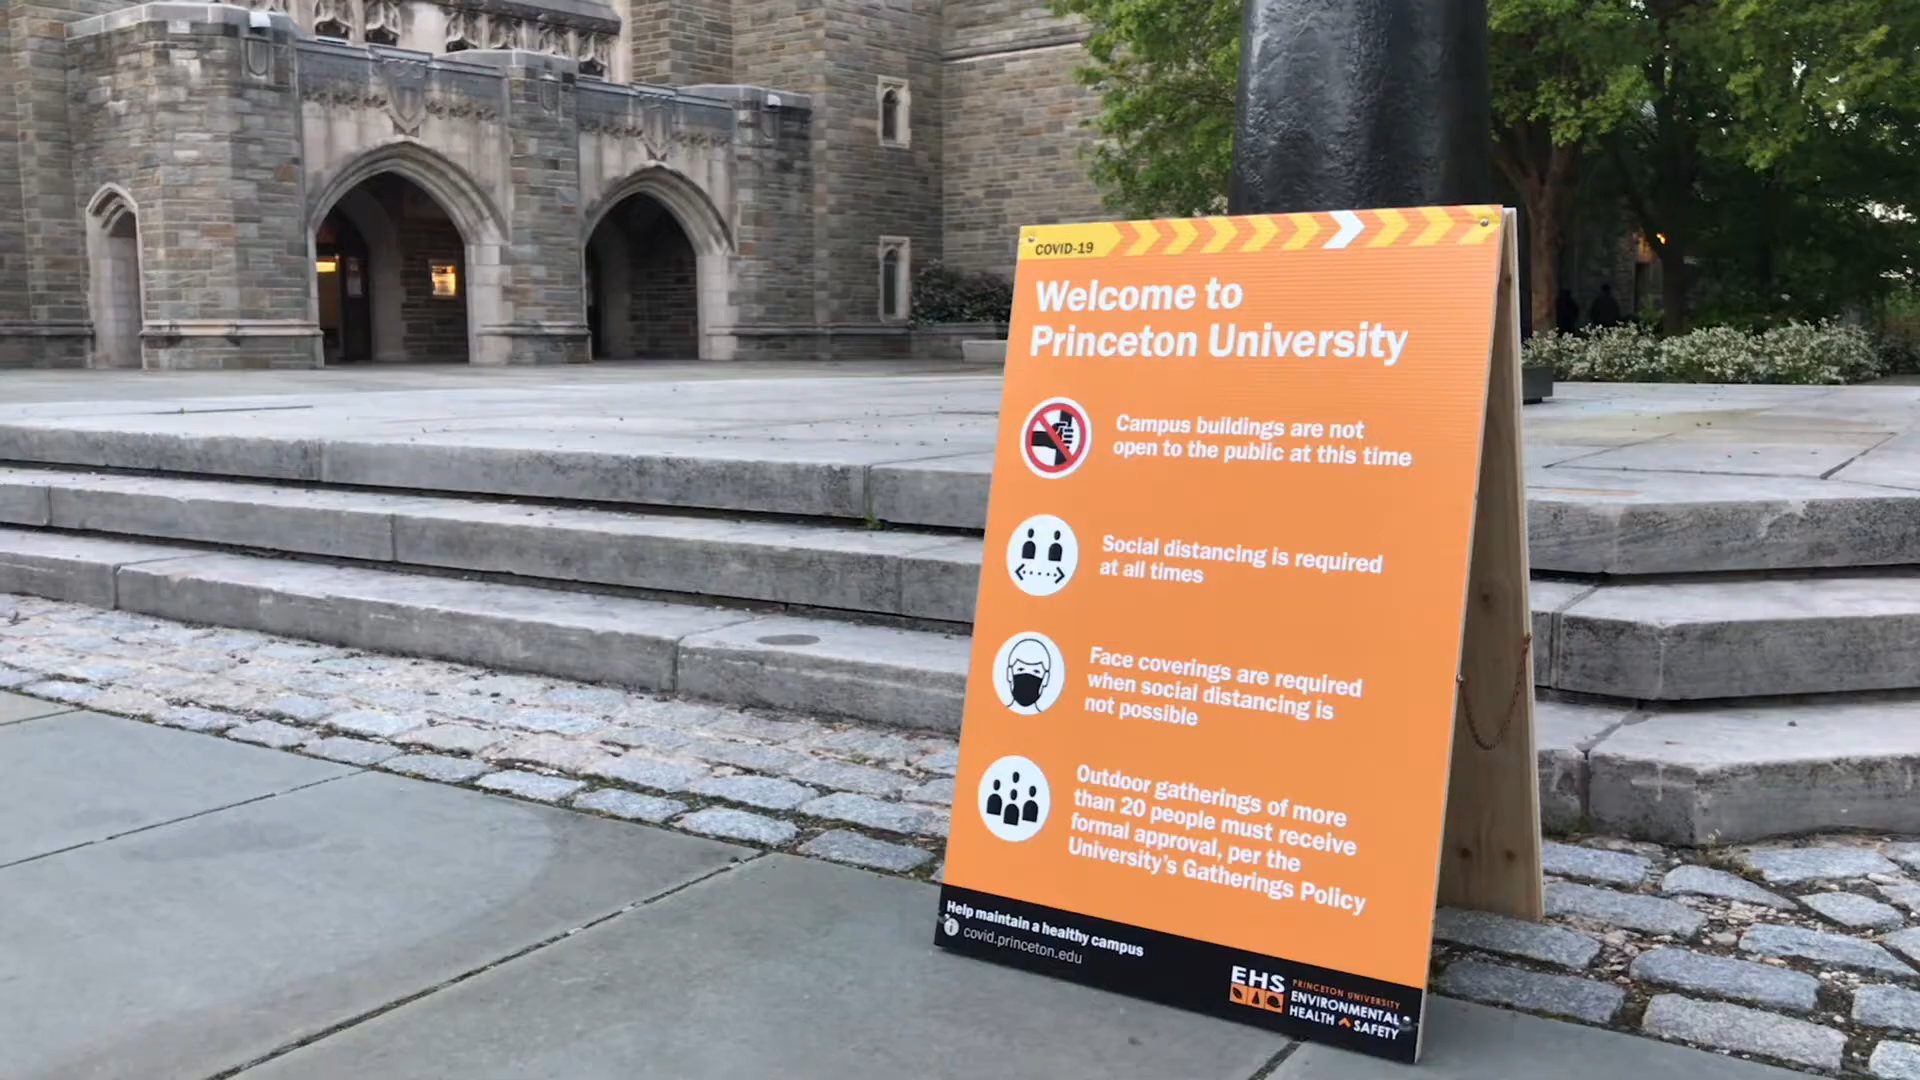 COVID-19
Welcome to
Princeton University
Campus buildings are not
open to the public at this time
Social distancing is required
at all times
Face coverings are required
when social distancing is
not possible
Outdoor gatherings of more
than 20 people must receive
formal approval, per the
University's Gatherings Policy
Help maintain a healthy campus
i covid.princeton.edu
EHS
PRINCETON UNIVERSITY
ENVIRONMENTAL
HEALTH SAFETY